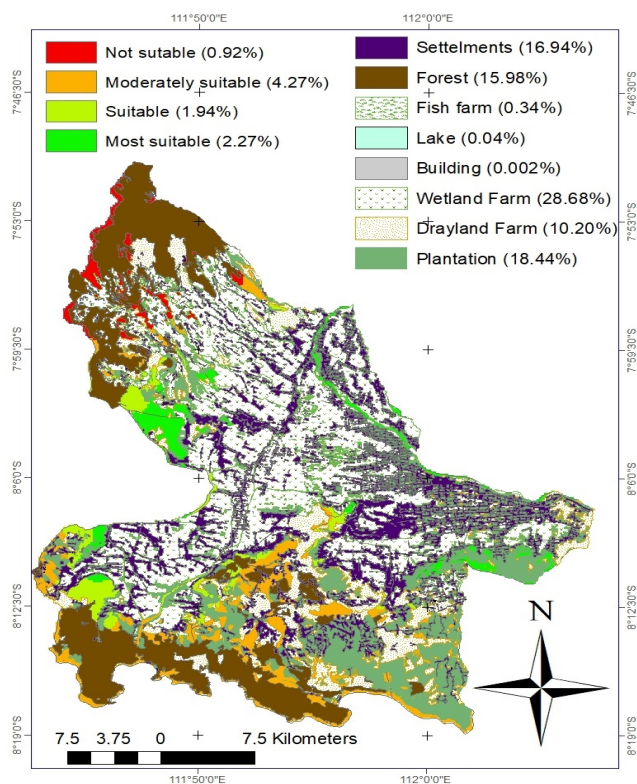 111°50'0"E
112°0'0"E
Not sutable (0.92%)
Moderately suitable (4.27%)
Suitable (1.94%)
Most suitable (2.27%)
Settelments (16.94%)
Forest (15.98%)
Fish farm (0.34%)
Lake (0.04%)
Building (0.002%)
Wetland Farm (28.68%)
Drayland Farm (10.20%)
Plantation (18.44%)
7°46'30"S
7°46'30"S
7°53'0"S
7°53'0"S
7°59'30"S
7°59'30"S
8°6'0"S
8°6'0"S
8°12'30"S
8°12'30"S
8°19'0"S
8°19'0"S
N
7.5 3.75 0 7.5 Kilometers
111°50'0"E
112°0'0"E